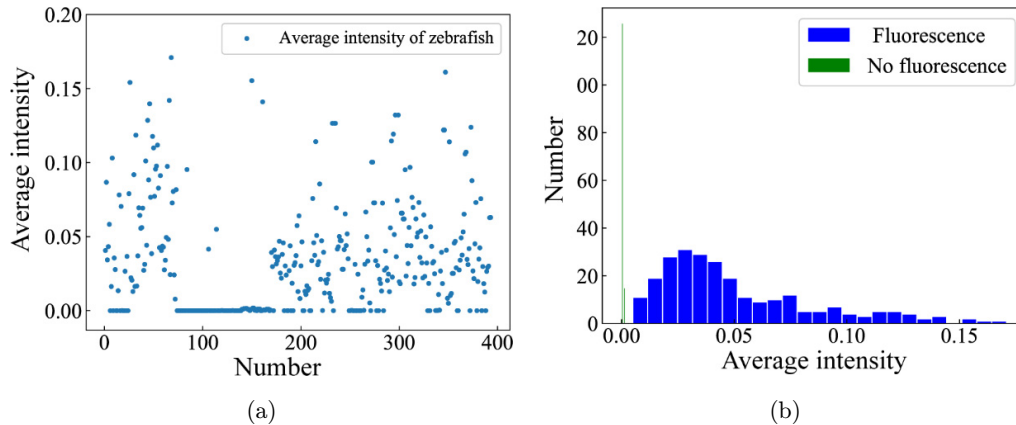 0.20
0.15
0.10
0.05
0.00
Average intensity
Average intensity of zebrafish
0 100 200 300 400
Number
(a)
20
00
20
60
40
20
0
Number
Fluorescence
No fluorescence
0.00 0.05 0.10 0.15
Average intensity
(b)